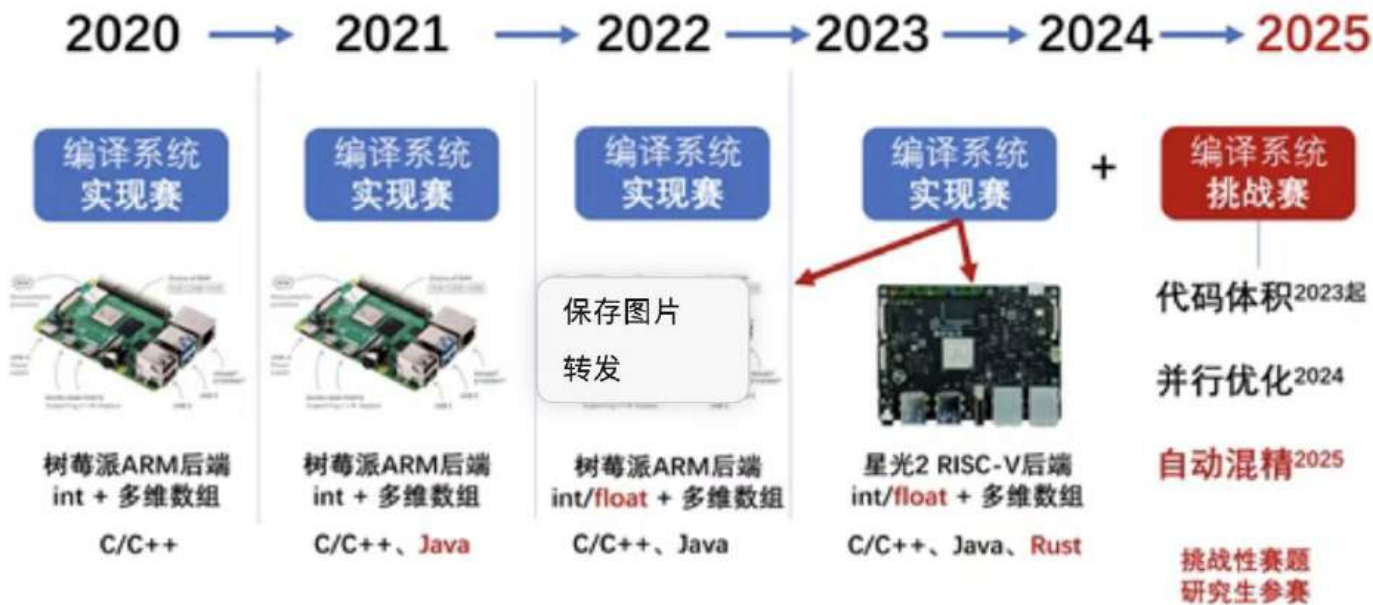 2020
2021
2022
2023
2024
2025
编译系统
实现赛
编译系统
实现赛
编译系统
实现赛
编译系统
实现赛
+
编译系统
挑战赛
保存图片
转发
代码体积2023起
并行优化2024
自动混精2025
树莓派ARM后端
int + 多维数组
C/C++
树莓派ARM后端
int + 多维数组
C/C++、Java
树莓派ARM后端
int/float + 多维数组
C/C++、Java
星光2 RISC-V后端
int/float + 多维数组
C/C++、Java、Rust
挑战性赛题
研究生参赛